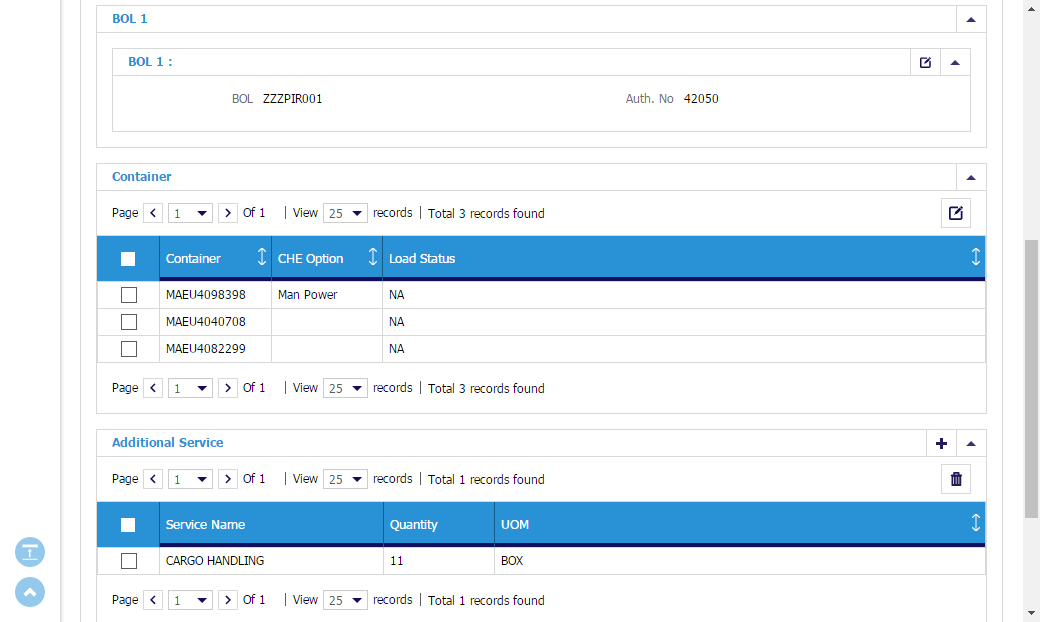 BOL 1
BOL 1 :
BOL ZZZPIR001 Auth. No 42050
Container
Page 1 Of 1 | View 25 records | Total 3 records found
Container CHE Option Load Status
MAEU4098398 Man Power NA
MAEU4040708 NA
MAEU4082299 NA
Page 1 Of 1 | View 25 records | Total 3 records found
Additional Service
Page 1 Of 1 | View 25 records | Total 1 records found
Service Name Quantity UOM
CARGO HANDLING 11 BOX
Page 1 Of 1 | View 25 records | Total 1 records found